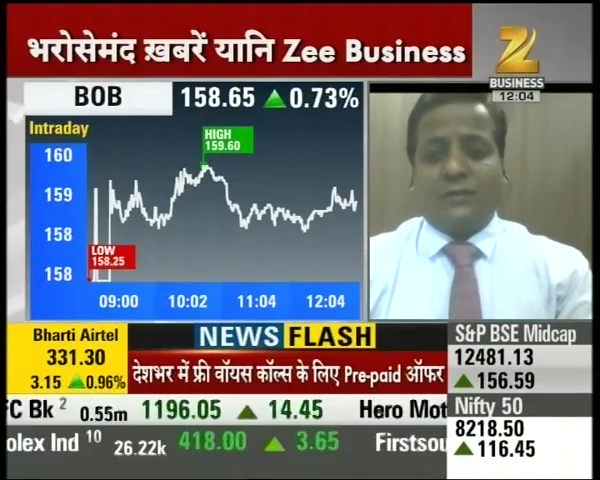 भरोसेमंद ख़बरें यानि Zee Business
Z
BUSINESS
12:04
BOB 158.65 0.73%
Intraday
160
159
158
158
HIGH
159.60
LOW
158.25
09:00 10:02 11:04 12:04
Bharti Airtel
331.30
3.15 0.96%
NEWS FLASH
देशभर में फ्री वॉयस कॉल्स के लिए Pre-paid ऑफर
S&P BSE Midcap
12481.13
156.59
Nifty 50
8218.50
116.45
FC Bk 2 0.55m 1196.05 14.45 Hero Mot
olex Ind 10 26.22k 418.00 3.65 Firstsou